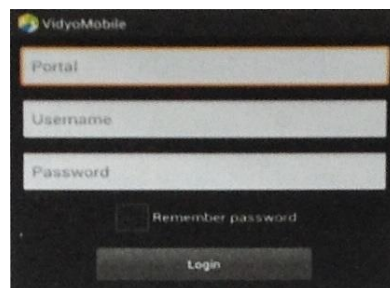 VidyoMobile
Portal
Username
Password
Remember password
Login